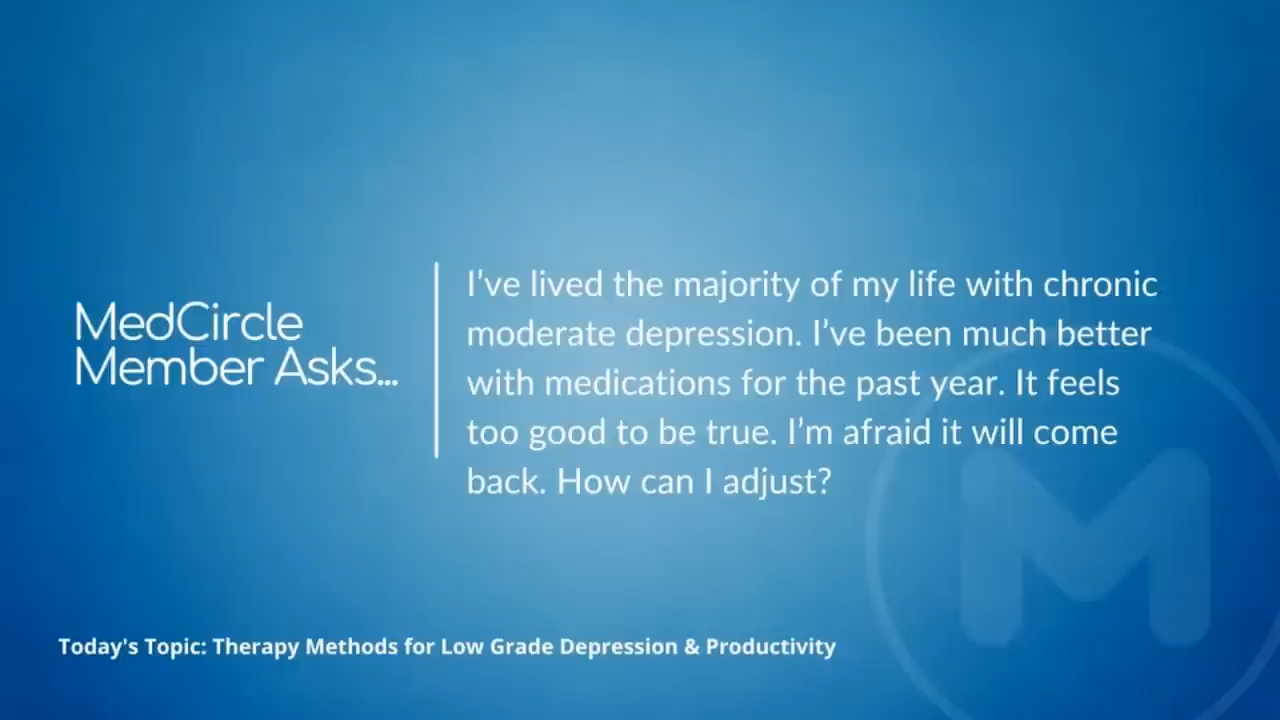 MedCircle
Member Asks...
I've lived the majority of my life with chronic
moderate depression. I've been much better
with medications for the past year. It feels
too good to be true. I'm afraid it will come
back. How can I adjust?
M
Today's Topic: Therapy Methods for Low Grade Depression & Productivity